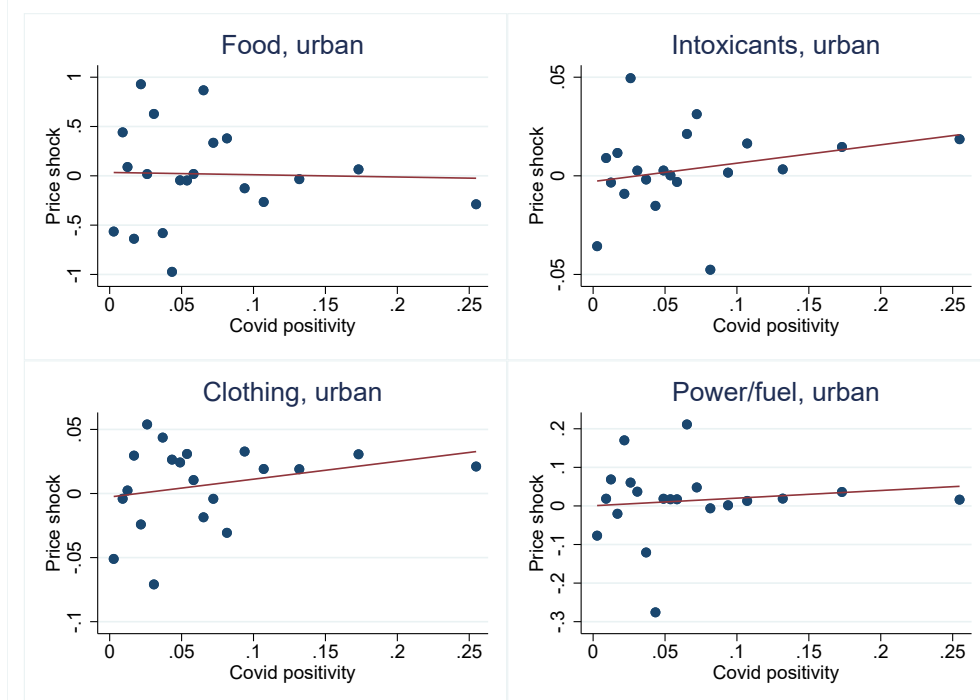 Food, urban
Price shock
1
.5
0
-.5
-1
0 .05 .1 .15 .2 .25
Covid positivity
Intoxicants, urban
Price shock
.05
0
-.05
0 .05 .1 .15 .2 .25
Covid positivity
Clothing, urban
Price shock
.05
0
-.05
-.1
0 .05 .1 .15 .2 .25
Covid positivity
Power/fuel, urban
Price shock
.2
.1
0
-.1
-.2
-.3
0 .05 .1 .15 .2 .25
Covid positivity